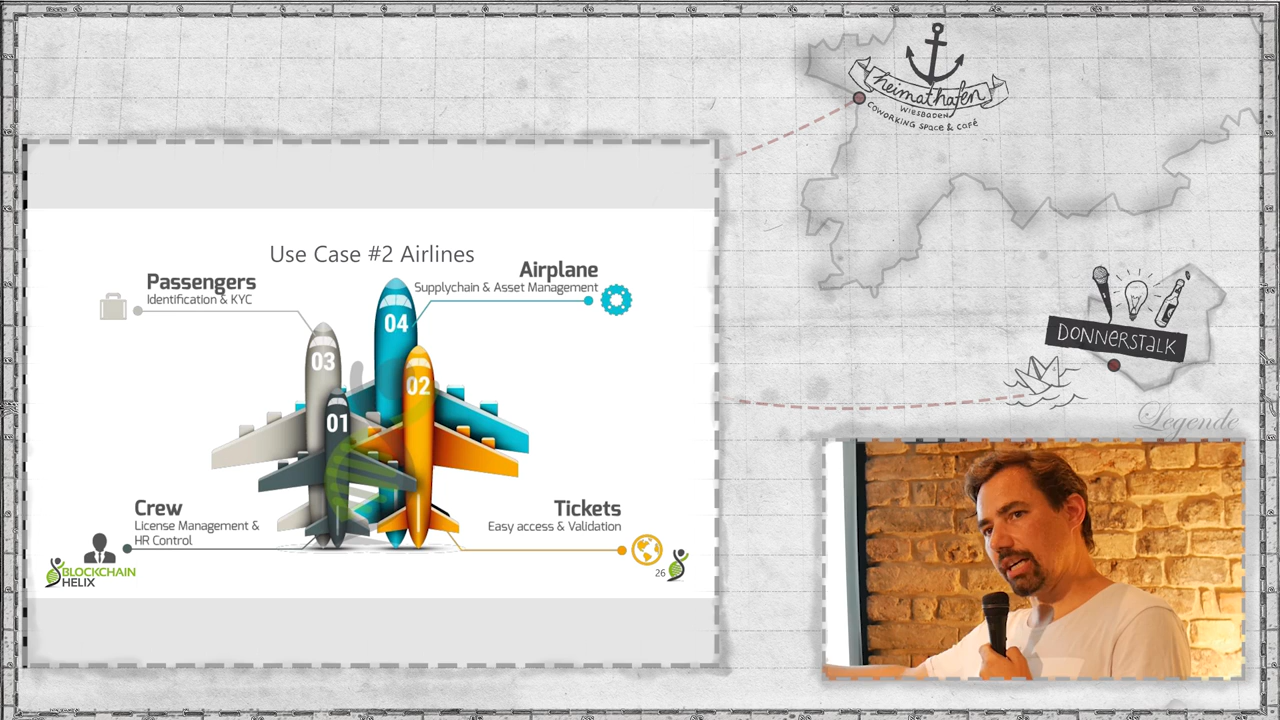 heimathafen
WIESBADEN
COWORKING SPACE & CAFÉ
Use Case #2 Airlines
Passengers
Identification & KYC
Airplane
Supplychain & Asset Management
04
03
02
01
Crew
License Management &
HR Control
Tickets
Easy access & Validation
BLOCKCHAIN
HELIX
26
DONNERSTALK
Legende